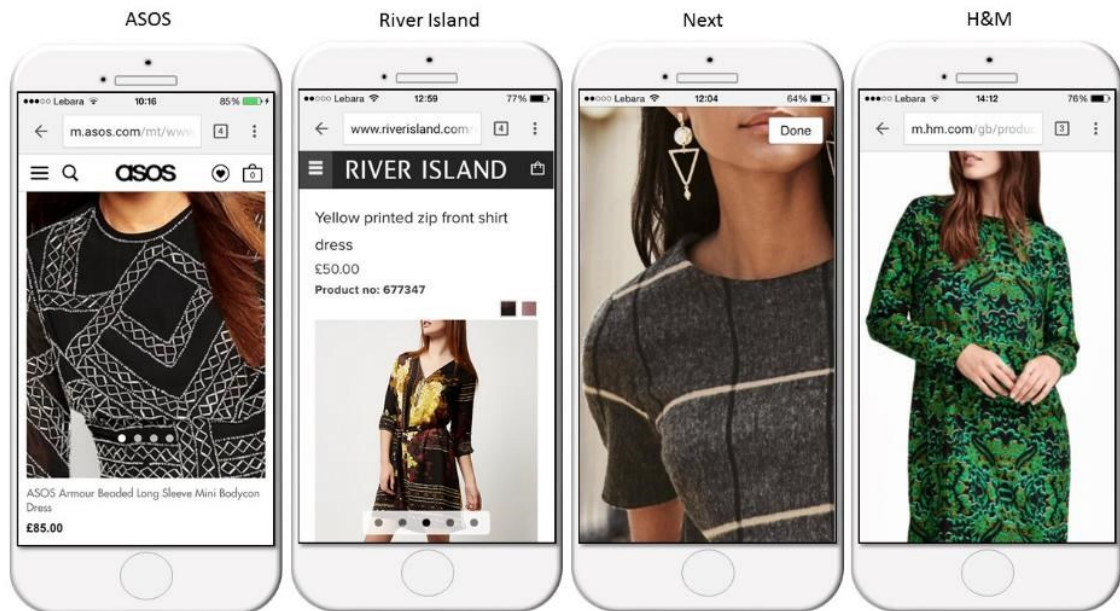 ASOS
River Island
Next
H&M
Lebara 10:16 85%
m.asos.com/mt/www
4
asos
0
ASOS Armour Beaded Long Sleeve Mini Bodycon
Dress
£85.00
Lebara 12:59 77%
www.riverisland.com/
4
RIVER ISLAND
Yellow printed zip front shirt
dress
£50.00
Product no: 677347
Lebara 12:04 64%
Done
Lebara 14:12 76%
m.hm.com/gb/produc
3